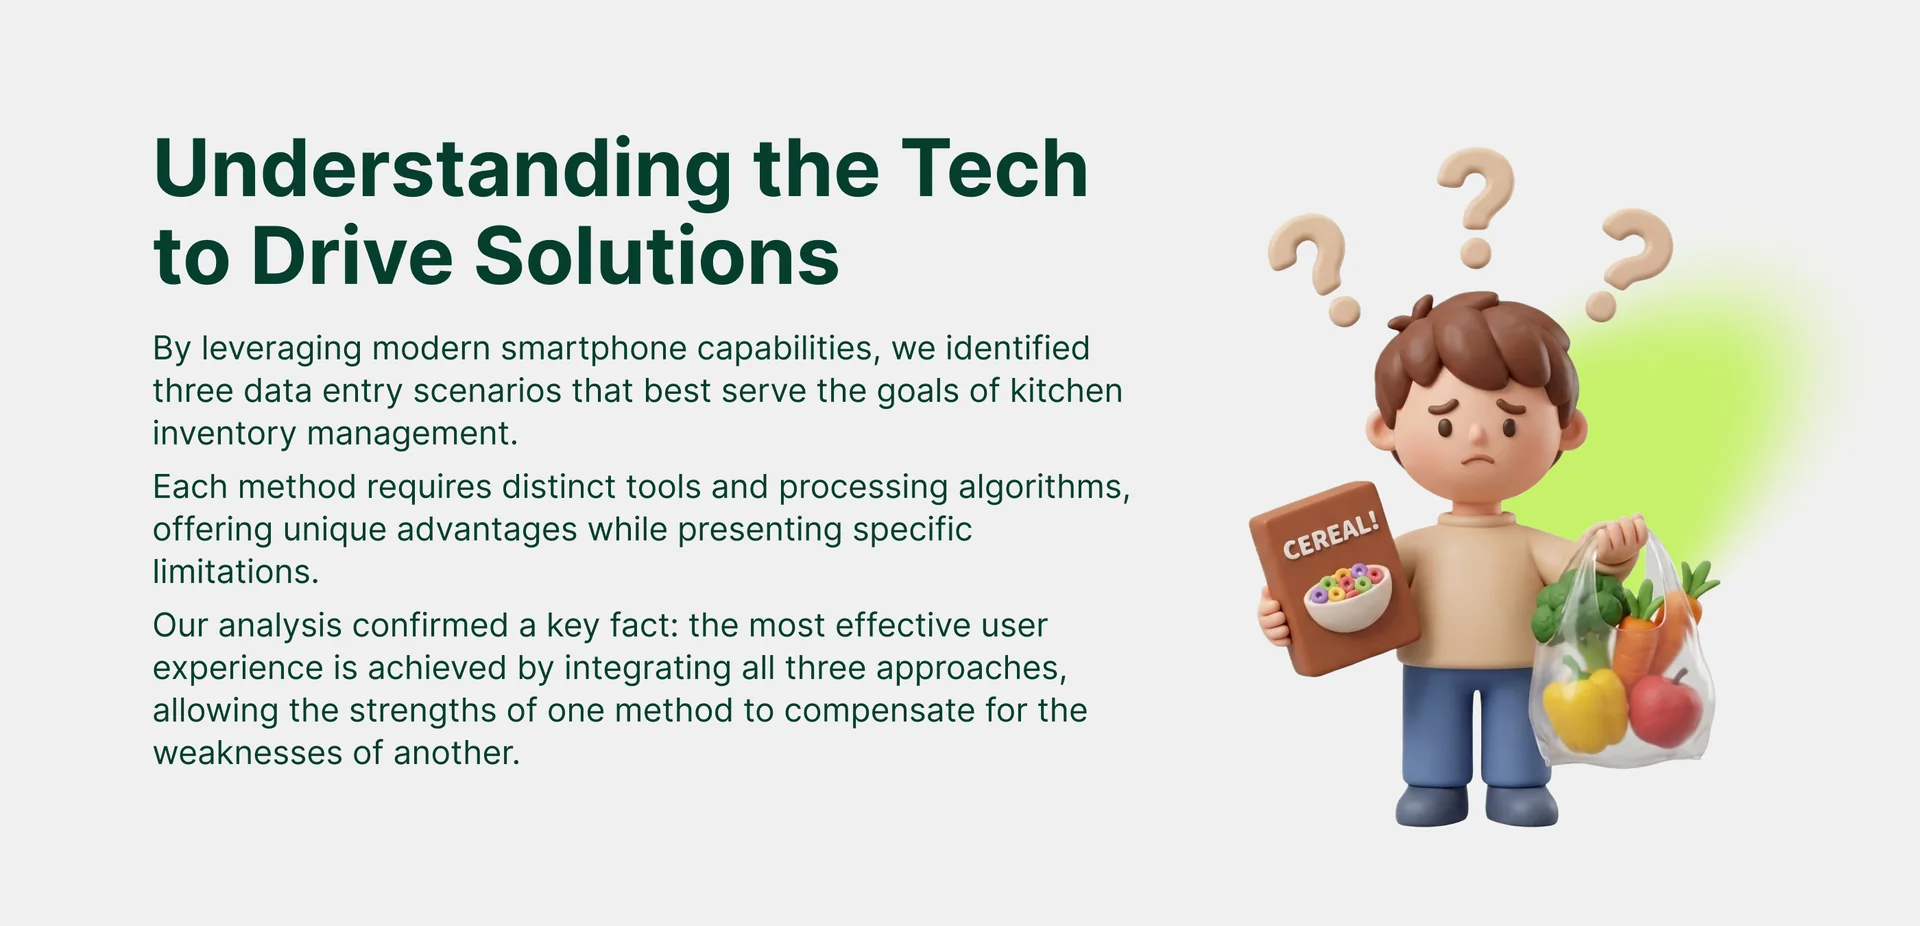 Understanding the Tech
to Drive Solutions
By leveraging modern smartphone capabilities, we identified
three data entry scenarios that best serve the goals of kitchen
inventory management.
Each method requires distinct tools and processing algorithms,
offering unique advantages while presenting specific
limitations.
Our analysis confirmed a key fact: the most effective user
experience is achieved by integrating all three approaches,
allowing the strengths of one method to compensate for the
weaknesses of another.
? ? ?
CEREAL!